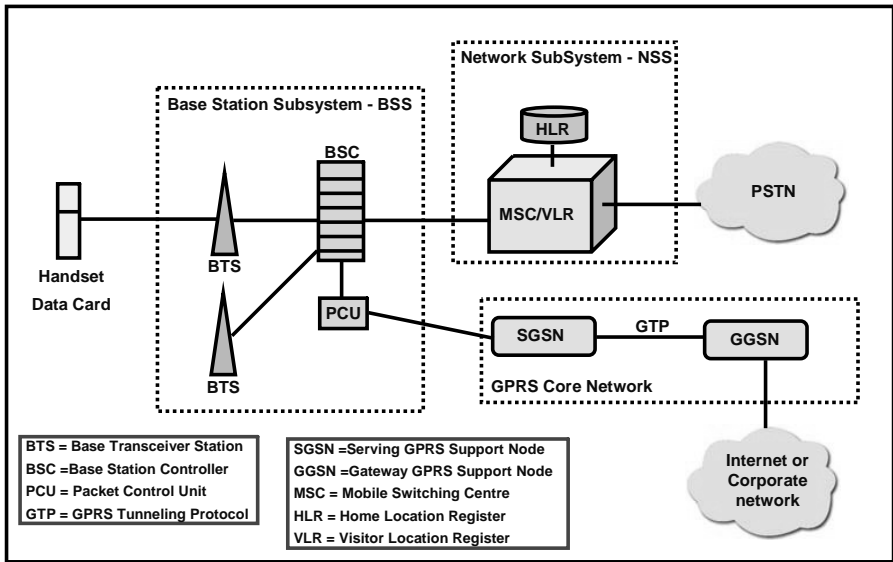 Network SubSystem - NSS
Base Station Subsystem - BSS
HLR
BSC
MSC/VLR
PSTN
BTS
Handset
Data Card
PCU
BTS
SGSN
GTP
GGSN
GPRS Core Network
BTS = Base Transceiver Station
BSC =Base Station Controller
PCU = Packet Control Unit
GTP = GPRS Tunneling Protocol
SGSN =Serving GPRS Support Node
GGSN =Gateway GPRS Support Node
MSC = Mobile Switching Centre
HLR = Home Location Register
VLR = Visitor Location Register
Internet or
Corporate
network